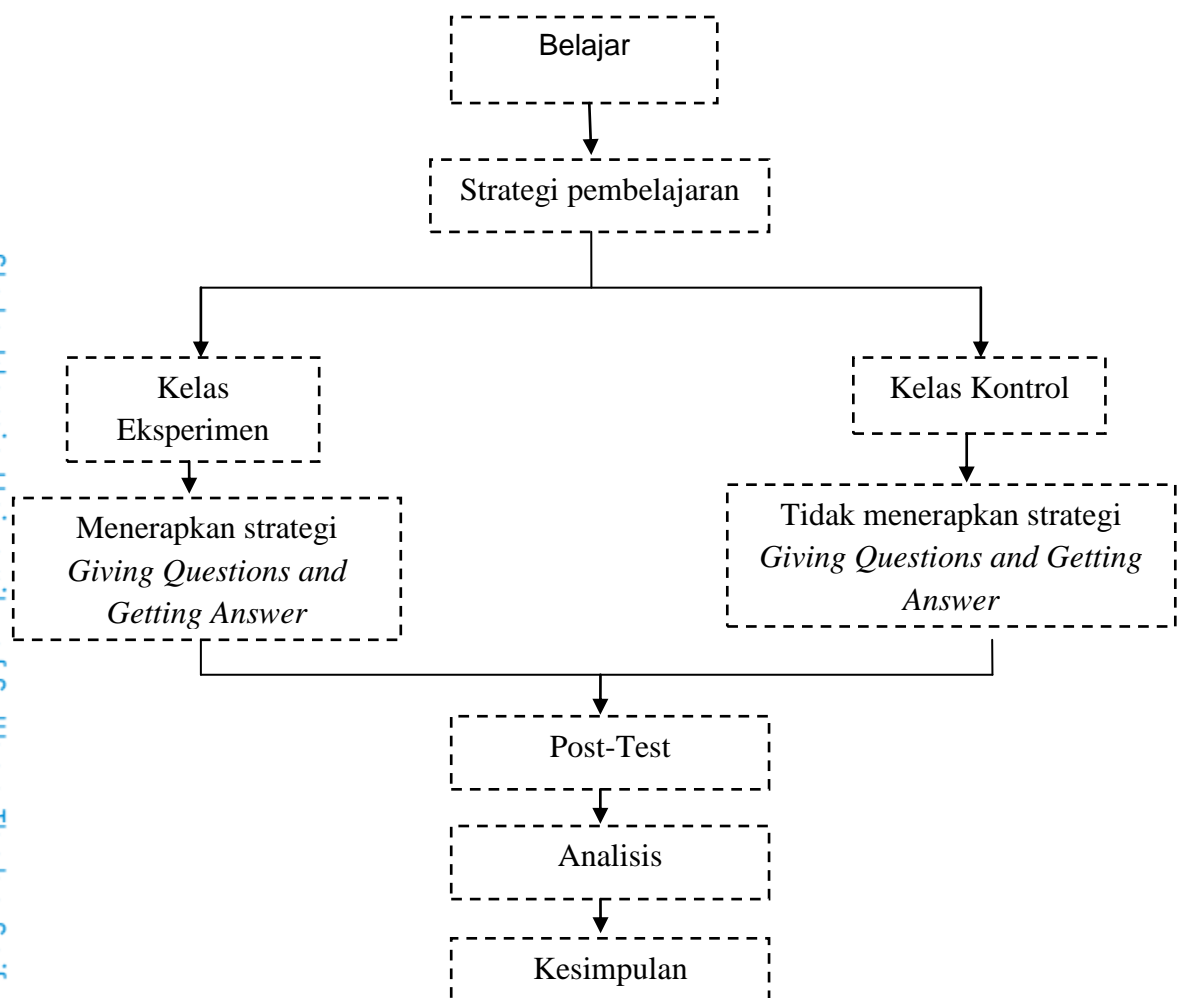 Belajar
Strategi pembelajaran
Kelas
Eksperimen
Kelas Kontrol
Menerapkan strategi
Giving Questions and
Getting Answer
Tidak menerapkan strategi
Giving Questions and Getting
Answer
Post-Test
Analisis
Kesimpulan